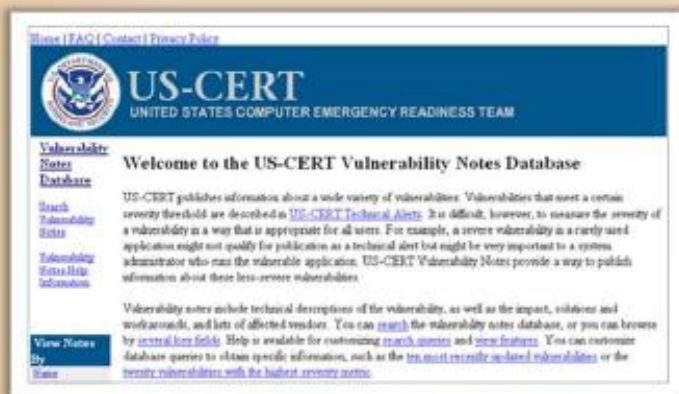 Home | FAQ | Contact | Privacy Policy
US-CERT
UNITED STATES COMPUTER EMERGENCY READINESS TEAM
Vulnerability
Notes
Database
Search
Vulnerability
Notes
Vulnerability
Notes Help
Information
View Notes
By
Name
Welcome to the US-CERT Vulnerability Notes Database
US-CERT publishes information about a wide variety of vulnerabilities. Vulnerabilities that meet a certain
severity threshold are described in US-CERT Technical Alerts. It is difficult, however, to measure the severity of
a vulnerability in a way that is appropriate for all users. For example, a severe vulnerability in a rarely used
application might not qualify for publication as a technical alert but might be very important to a system
administrator who runs the vulnerable application. US-CERT Vulnerability Notes provide a way to publish
information about these less-severe vulnerabilities.
Vulnerability notes include technical descriptions of the vulnerability, as well as the impact, solutions and
workarounds, and lists of affected vendors. You can search the vulnerability notes database, or you can browse
by several key fields. Help is available for customizing search queries and view features. You can customize
database queries to obtain specific information, such as the ten most recently updated vulnerabilities or the
twenty vulnerabilities with the highest severity metric.